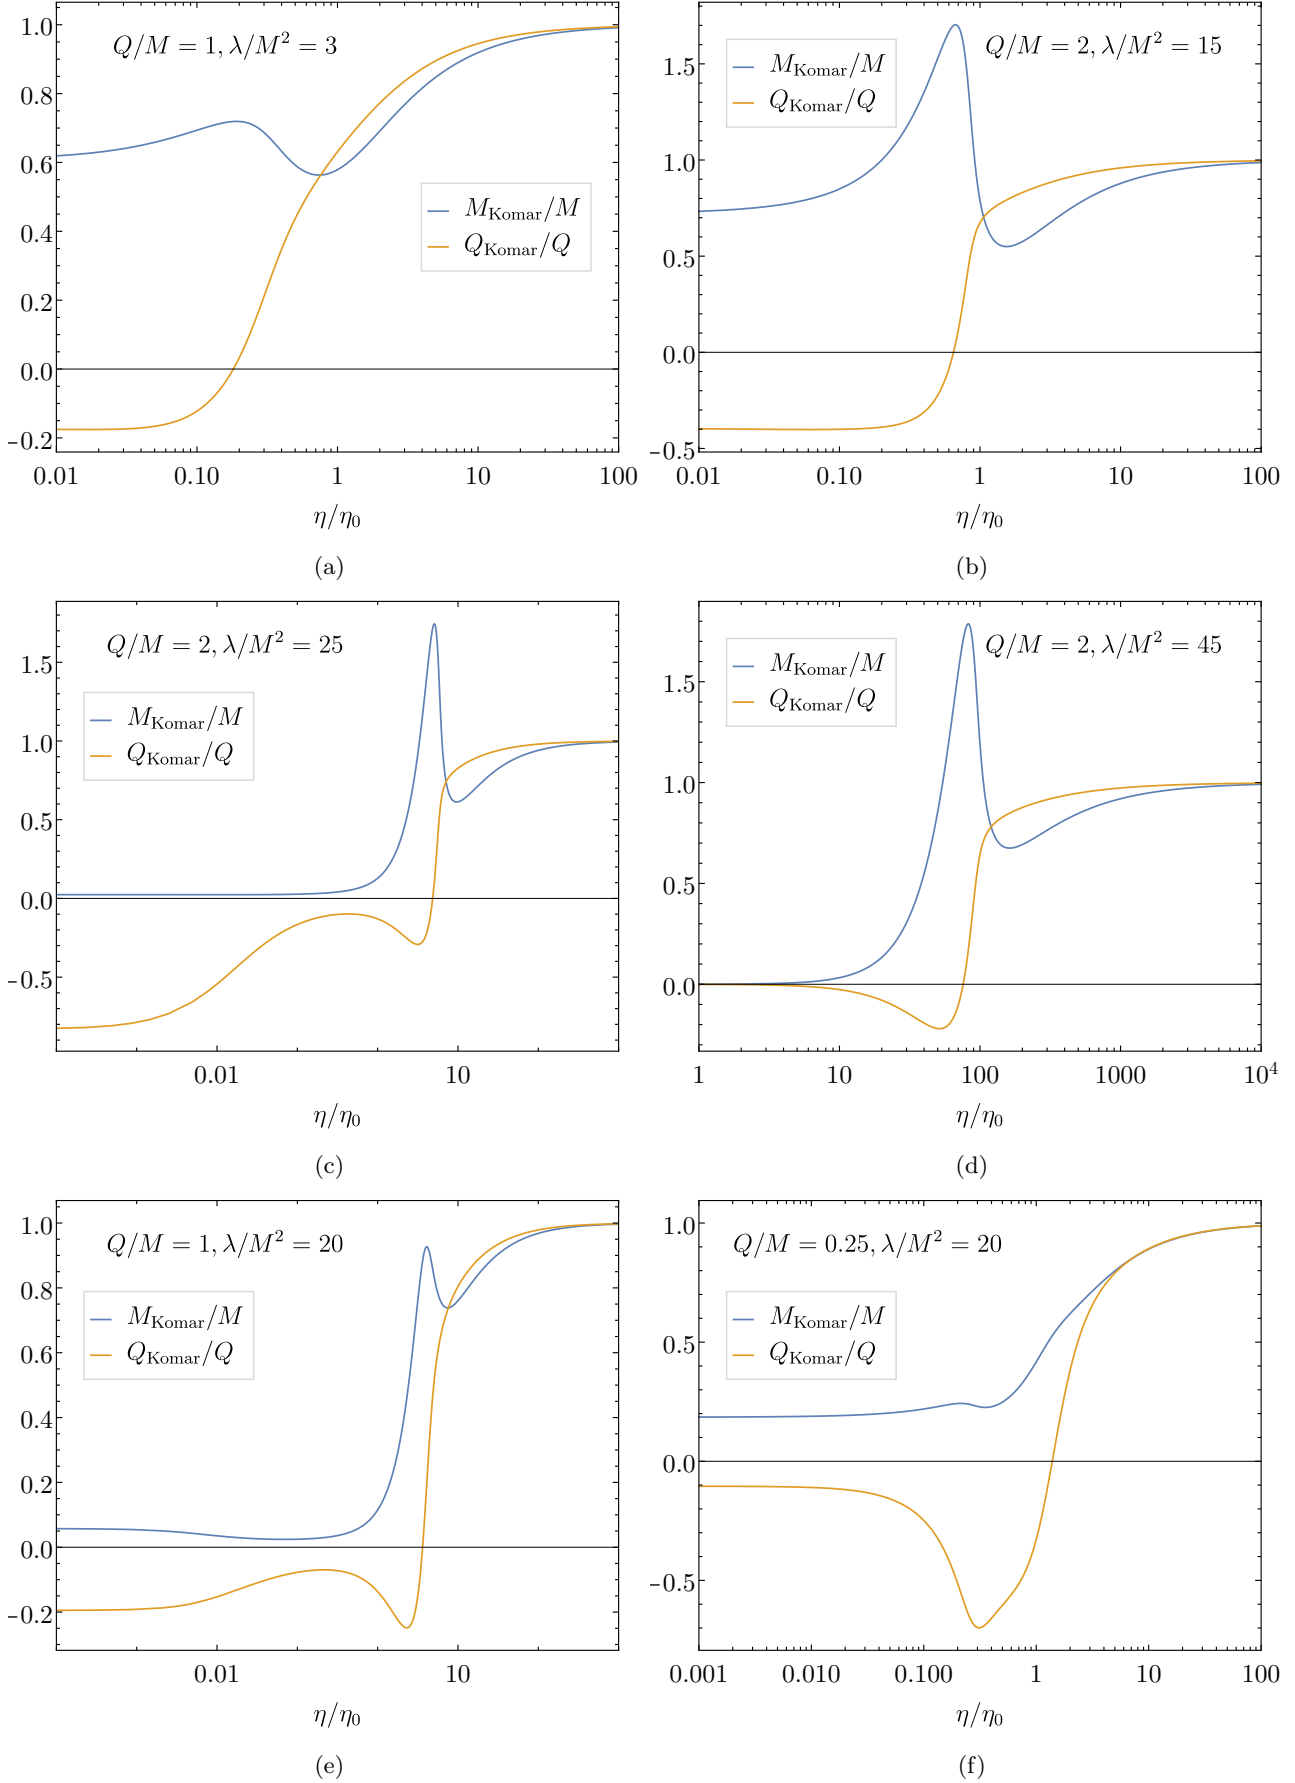 Q/M = 1, λ/M² = 3
M_Komar/M
Q_Komar/Q
1.0
0.8
0.6
0.4
0.2
0.0
−0.2
0.01 0.10 1 10 100
η/η₀
(a)
Q/M = 2, λ/M² = 15
M_Komar/M
Q_Komar/Q
1.5
1.0
0.5
0.0
−0.5
0.01 0.10 1 10 100
η/η₀
(b)
Q/M = 2, λ/M² = 25
M_Komar/M
Q_Komar/Q
1.5
1.0
0.5
0.0
−0.5
0.01 10
η/η₀
(c)
Q/M = 2, λ/M² = 45
M_Komar/M
Q_Komar/Q
1.5
1.0
0.5
0.0
1 10 100 1000 10⁴
η/η₀
(d)
Q/M = 1, λ/M² = 20
M_Komar/M
Q_Komar/Q
1.0
0.8
0.6
0.4
0.2
0.0
−0.2
0.01 10
η/η₀
(e)
Q/M = 0.25, λ/M² = 20
M_Komar/M
Q_Komar/Q
1.0
0.5
0.0
−0.5
0.001 0.010 0.100 1 10 100
η/η₀
(f)